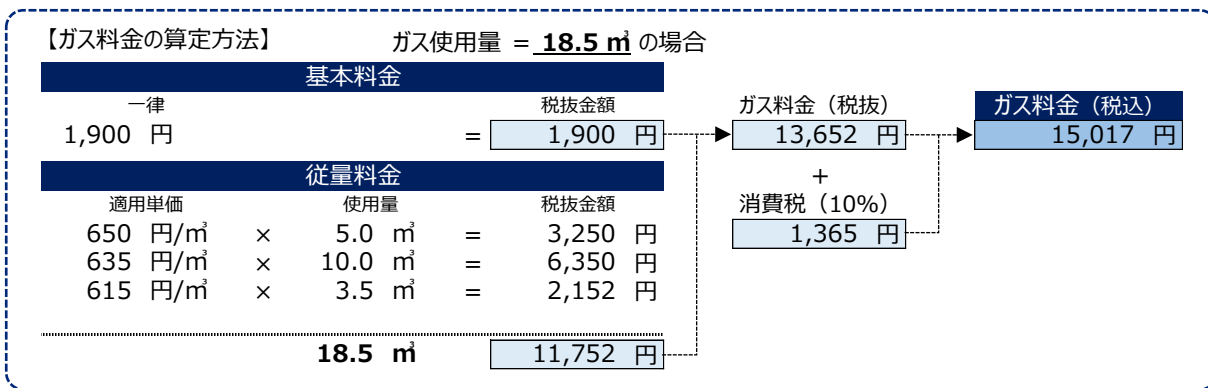 【ガス料金の算定方法】 ガス使用量 = 18.5 ㎥ の場合
基本料金
一律 税抜金額
1,900 円 = 1,900 円
従量料金
適用単価 使用量 税抜金額
650 円/㎥ × 5.0 ㎥ = 3,250 円
635 円/㎥ × 10.0 ㎥ = 6,350 円
615 円/㎥ × 3.5 ㎥ = 2,152 円
18.5 ㎥ 11,752 円
ガス料金（税抜）
13,652 円
+
消費税（10%）
1,365 円
ガス料金（税込）
15,017 円